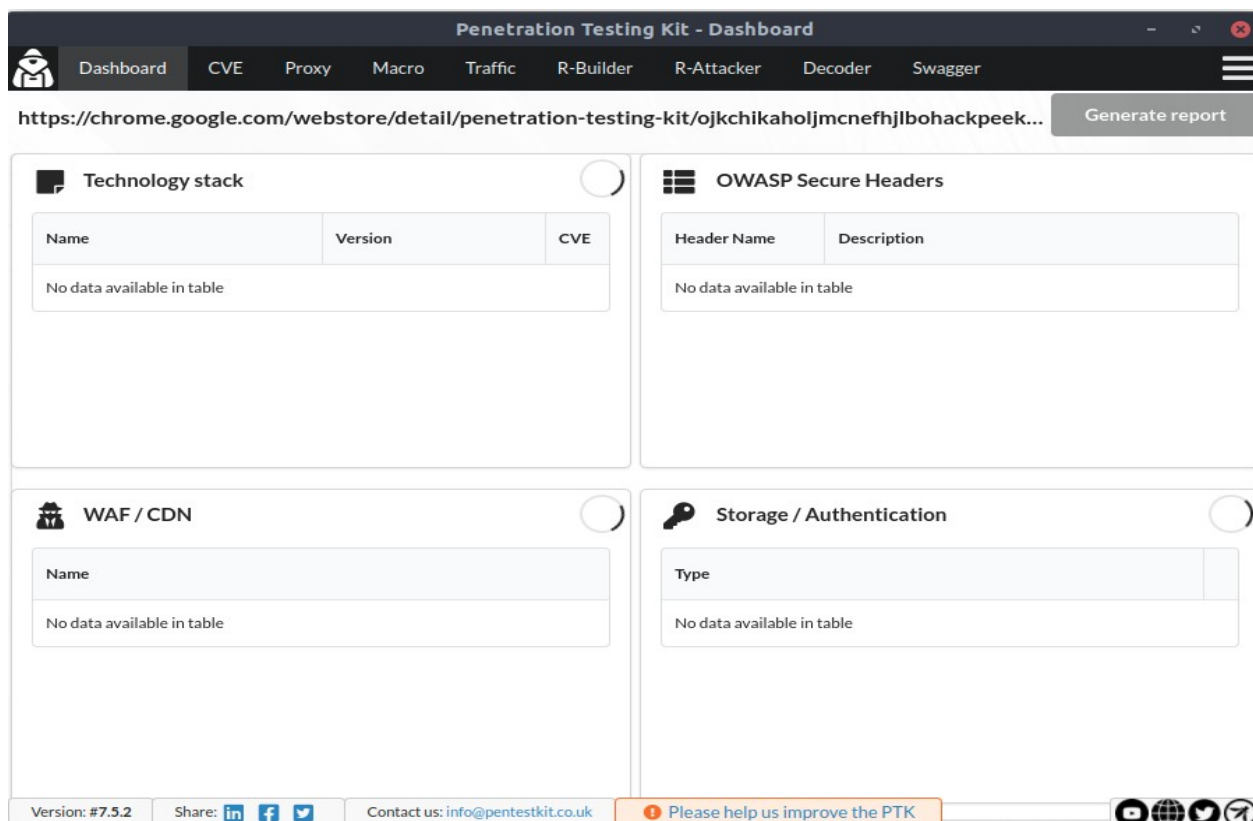 Penetration Testing Kit - Dashboard
Dashboard CVE Proxy Macro Traffic R-Builder R-Attacker Decoder Swagger
https://chrome.google.com/webstore/detail/penetration-testing-kit/ojkchikaholjmcnefhjlbohackpeek... Generate report
Technology stack
Name Version CVE
No data available in table
OWASP Secure Headers
Header Name Description
No data available in table
WAF / CDN
Name
No data available in table
Storage / Authentication
Type
No data available in table
Version: #7.5.2 Share: in f Contact us: info@pentestkit.co.uk Please help us improve the PTK